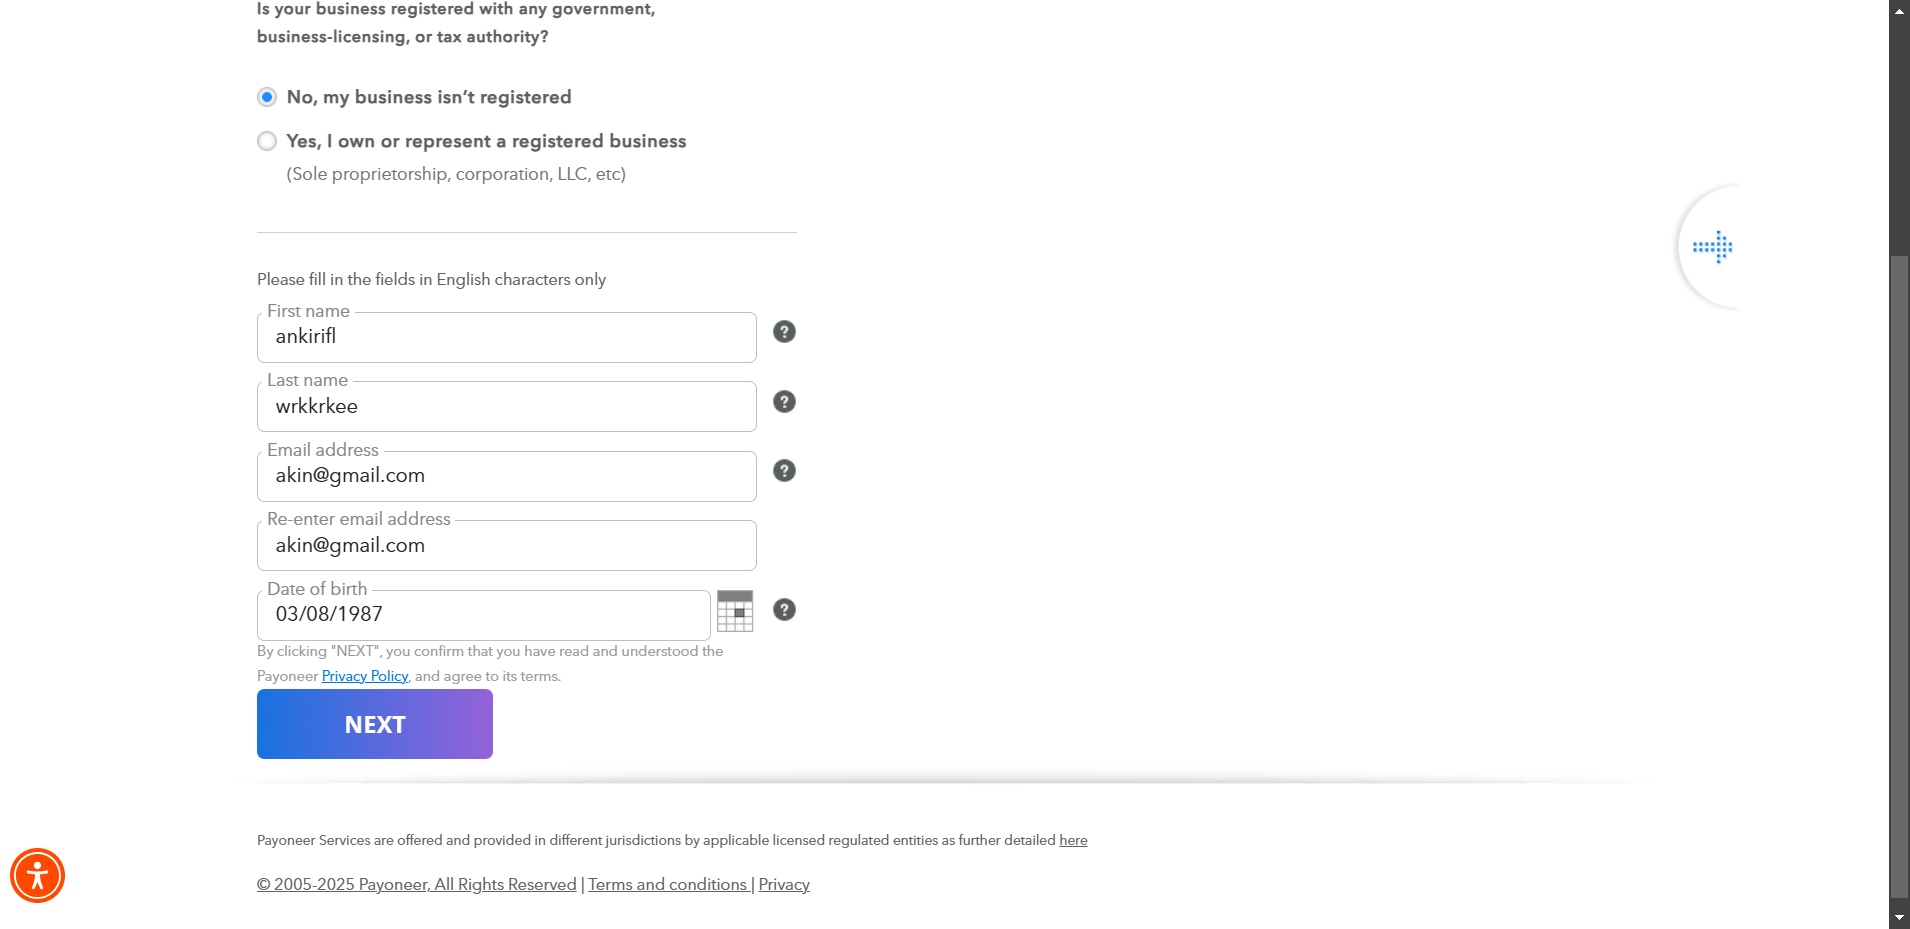 Is your business registered with any government,
business-licensing, or tax authority?
No, my business isn’t registered
Yes, I own or represent a registered business
(Sole proprietorship, corporation, LLC, etc)
Please fill in the fields in English characters only
First name
ankirifl
?
Last name
wrkkrkee
?
Email address
akin@gmail.com
?
Re-enter email address
akin@gmail.com
Date of birth
03/08/1987
?
By clicking "NEXT", you confirm that you have read and understood the
Payoneer Privacy Policy, and agree to its terms.
NEXT
Payoneer Services are offered and provided in different jurisdictions by applicable licensed regulated entities as further detailed here
© 2005-2025 Payoneer, All Rights Reserved | Terms and conditions | Privacy